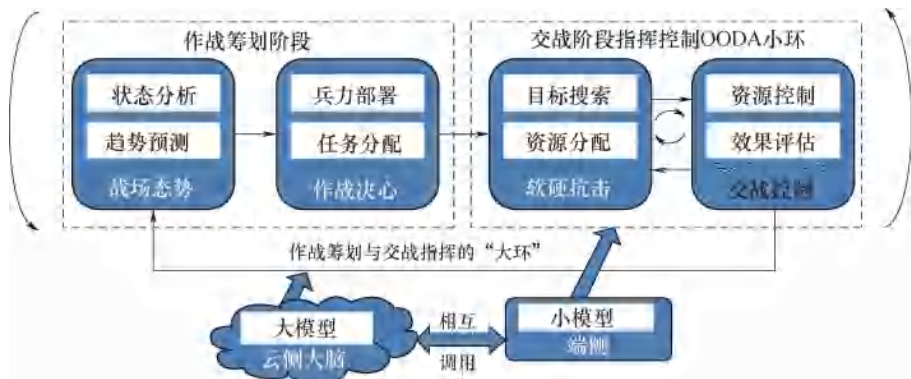 作战筹划阶段
交战阶段指挥控制OODA小环
状态分析
趋势预测
战场态势
兵力部署
任务分配
作战决心
目标搜索
资源分配
软硬抗击
资源控制
效果评估
交战控制
作战筹划与交战指挥的“大环”
大模型
云侧大脑
相互
调用
小模型
端侧